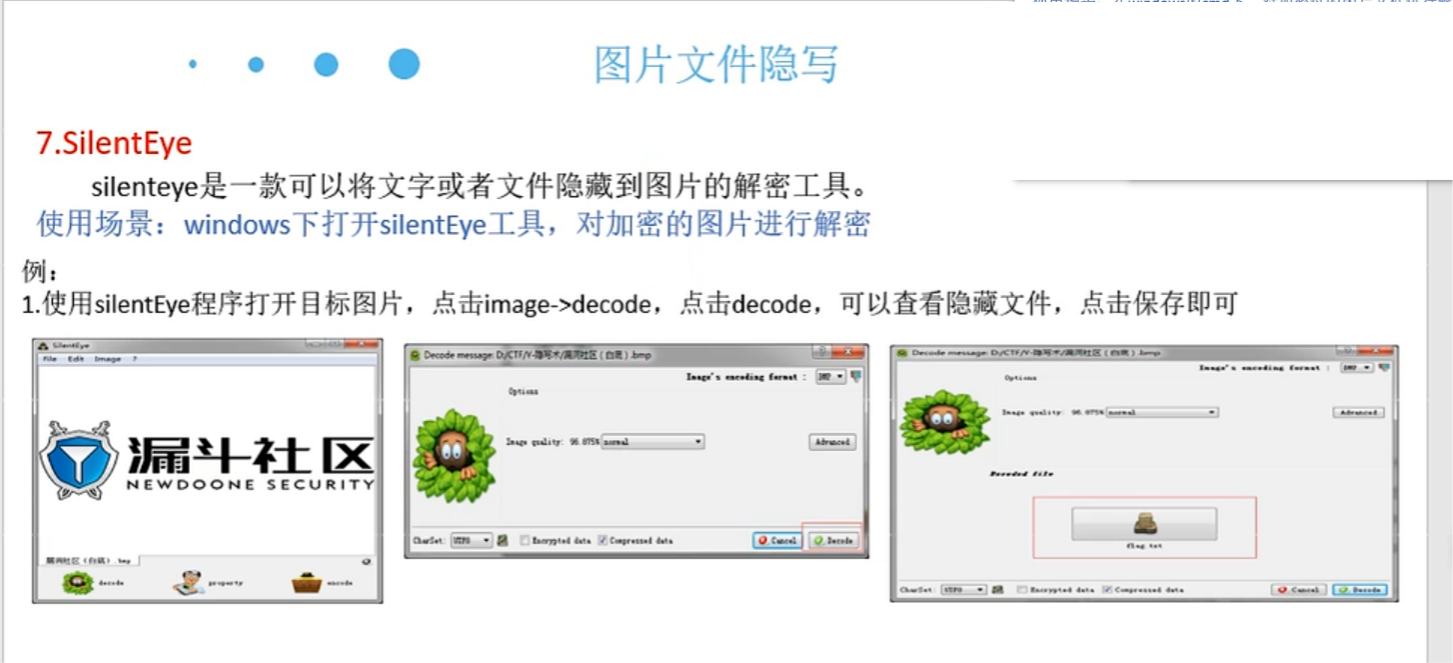 图片文件隐写
7.SilentEye
silenteye是一款可以将文字或者文件隐藏到图片的解密工具。
使用场景：windows下打开silentEye工具，对加密的图片进行解密
例：
1.使用silentEye程序打开目标图片，点击image->decode，点击decode，可以查看隐藏文件，点击保存即可
SilentEye
File Edit Image ?
漏斗社区
NEWDOONE SECURITY
漏斗社区（白底）.bmp
decode property encode
Decode message: D:/CTF/Y-隐写术/漏洞社区（白底）.bmp
Image's encoding format : BMP
Options
Image quality: 96.875% normal
Advanced
CharSet: UTF8 Encrypted data Compressed data Cancel Decode
Decode message: D:/CTF/Y-隐写术/漏洞社区（白底）.bmp
Image's encoding format : BMP
Options
Image quality: 96.875% normal
Advanced
Decoded file
flag.txt
CharSet: UTF8 Encrypted data Compressed data Cancel Decode